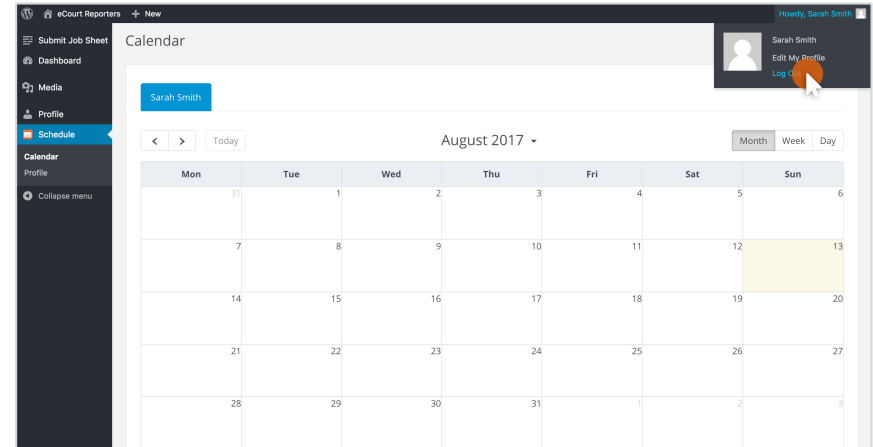 eCourt Reporters + New Howdy, Sarah Smith
Submit Job Sheet
Dashboard
Media
Profile
Schedule
Calendar
Profile
Collapse menu
Calendar
Sarah Smith
Edit My Profile
Log Out
Sarah Smith
Today August 2017 Month Week Day
Mon Tue Wed Thu Fri Sat Sun
31 1 2 3 4 5 6
7 8 9 10 11 12 13
14 15 16 17 18 19 20
21 22 23 24 25 26 27
28 29 30 31 1 2 3